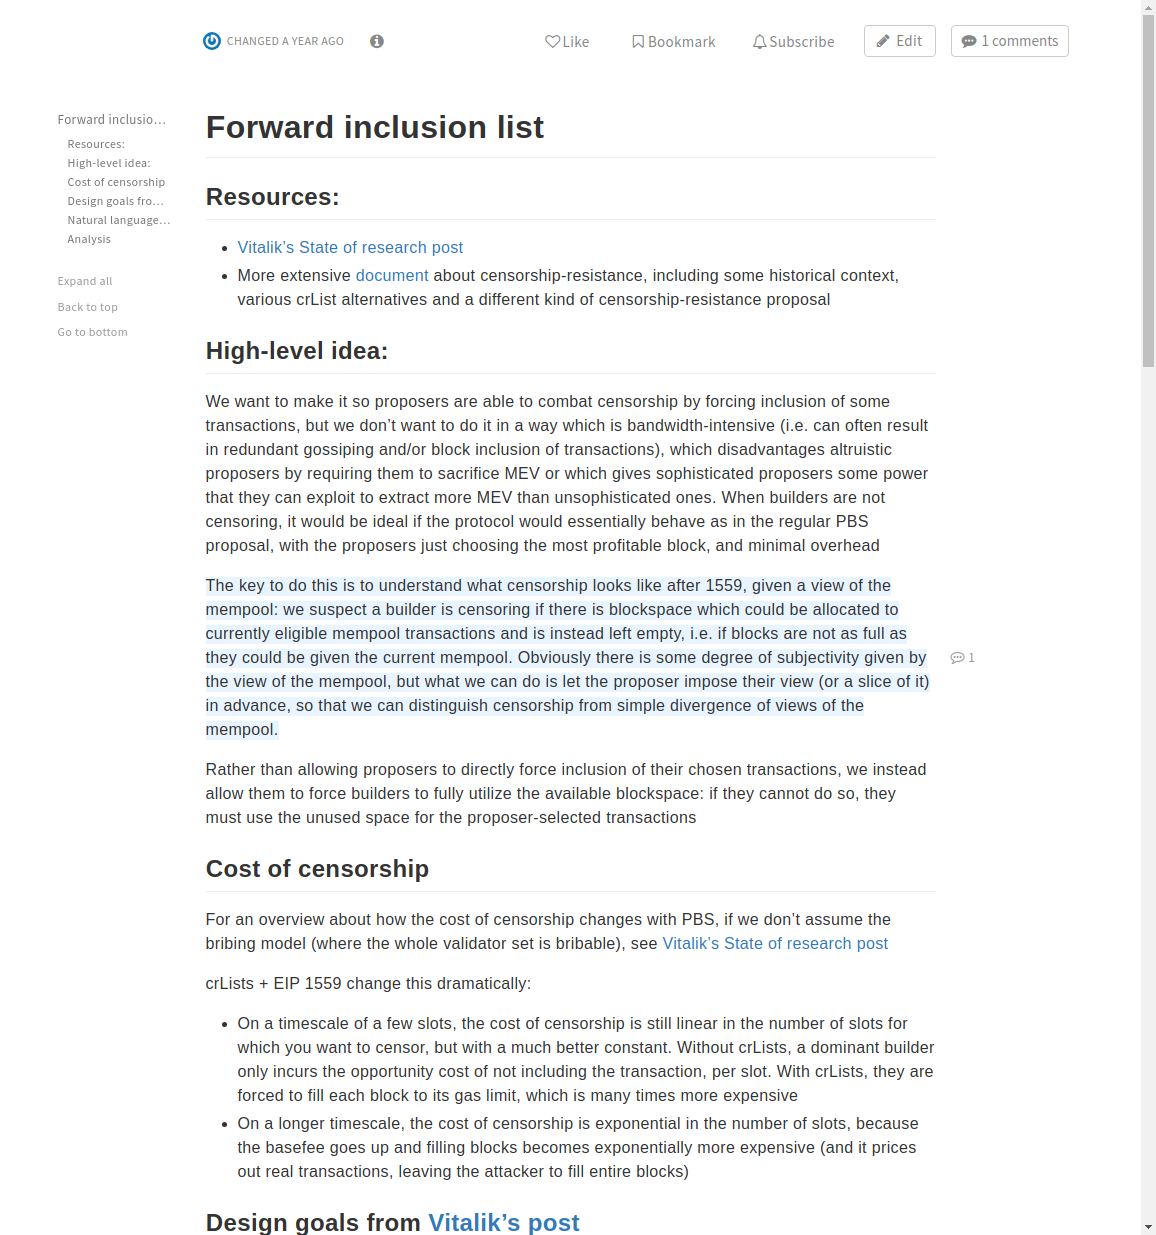 CHANGED A YEAR AGO
Like
Bookmark
Subscribe
Edit
1 comments
Forward inclusio…
Resources:
High-level idea:
Cost of censorship
Design goals fro…
Natural language…
Analysis
Expand all
Back to top
Go to bottom
Forward inclusion list
Resources:
Vitalik’s State of research post
More extensive document about censorship-resistance, including some historical context,
various crList alternatives and a different kind of censorship-resistance proposal
High-level idea:
We want to make it so proposers are able to combat censorship by forcing inclusion of some
transactions, but we don’t want to do it in a way which is bandwidth-intensive (i.e. can often result
in redundant gossiping and/or block inclusion of transactions), which disadvantages altruistic
proposers by requiring them to sacrifice MEV or which gives sophisticated proposers some power
that they can exploit to extract more MEV than unsophisticated ones. When builders are not
censoring, it would be ideal if the protocol would essentially behave as in the regular PBS
proposal, with the proposers just choosing the most profitable block, and minimal overhead
The key to do this is to understand what censorship looks like after 1559, given a view of the
mempool: we suspect a builder is censoring if there is blockspace which could be allocated to
currently eligible mempool transactions and is instead left empty, i.e. if blocks are not as full as
they could be given the current mempool. Obviously there is some degree of subjectivity given by
the view of the mempool, but what we can do is let the proposer impose their view (or a slice of it)
in advance, so that we can distinguish censorship from simple divergence of views of the
mempool.
1
Rather than allowing proposers to directly force inclusion of their chosen transactions, we instead
allow them to force builders to fully utilize the available blockspace: if they cannot do so, they
must use the unused space for the proposer-selected transactions
Cost of censorship
For an overview about how the cost of censorship changes with PBS, if we don’t assume the
bribing model (where the whole validator set is bribable), see Vitalik’s State of research post
crLists + EIP 1559 change this dramatically:
On a timescale of a few slots, the cost of censorship is still linear in the number of slots for
which you want to censor, but with a much better constant. Without crLists, a dominant builder
only incurs the opportunity cost of not including the transaction, per slot. With crLists, they are
forced to fill each block to its gas limit, which is many times more expensive
On a longer timescale, the cost of censorship is exponential in the number of slots, because
the basefee goes up and filling blocks becomes exponentially more expensive (and it prices
out real transactions, leaving the attacker to fill entire blocks)
Design goals from Vitalik’s post